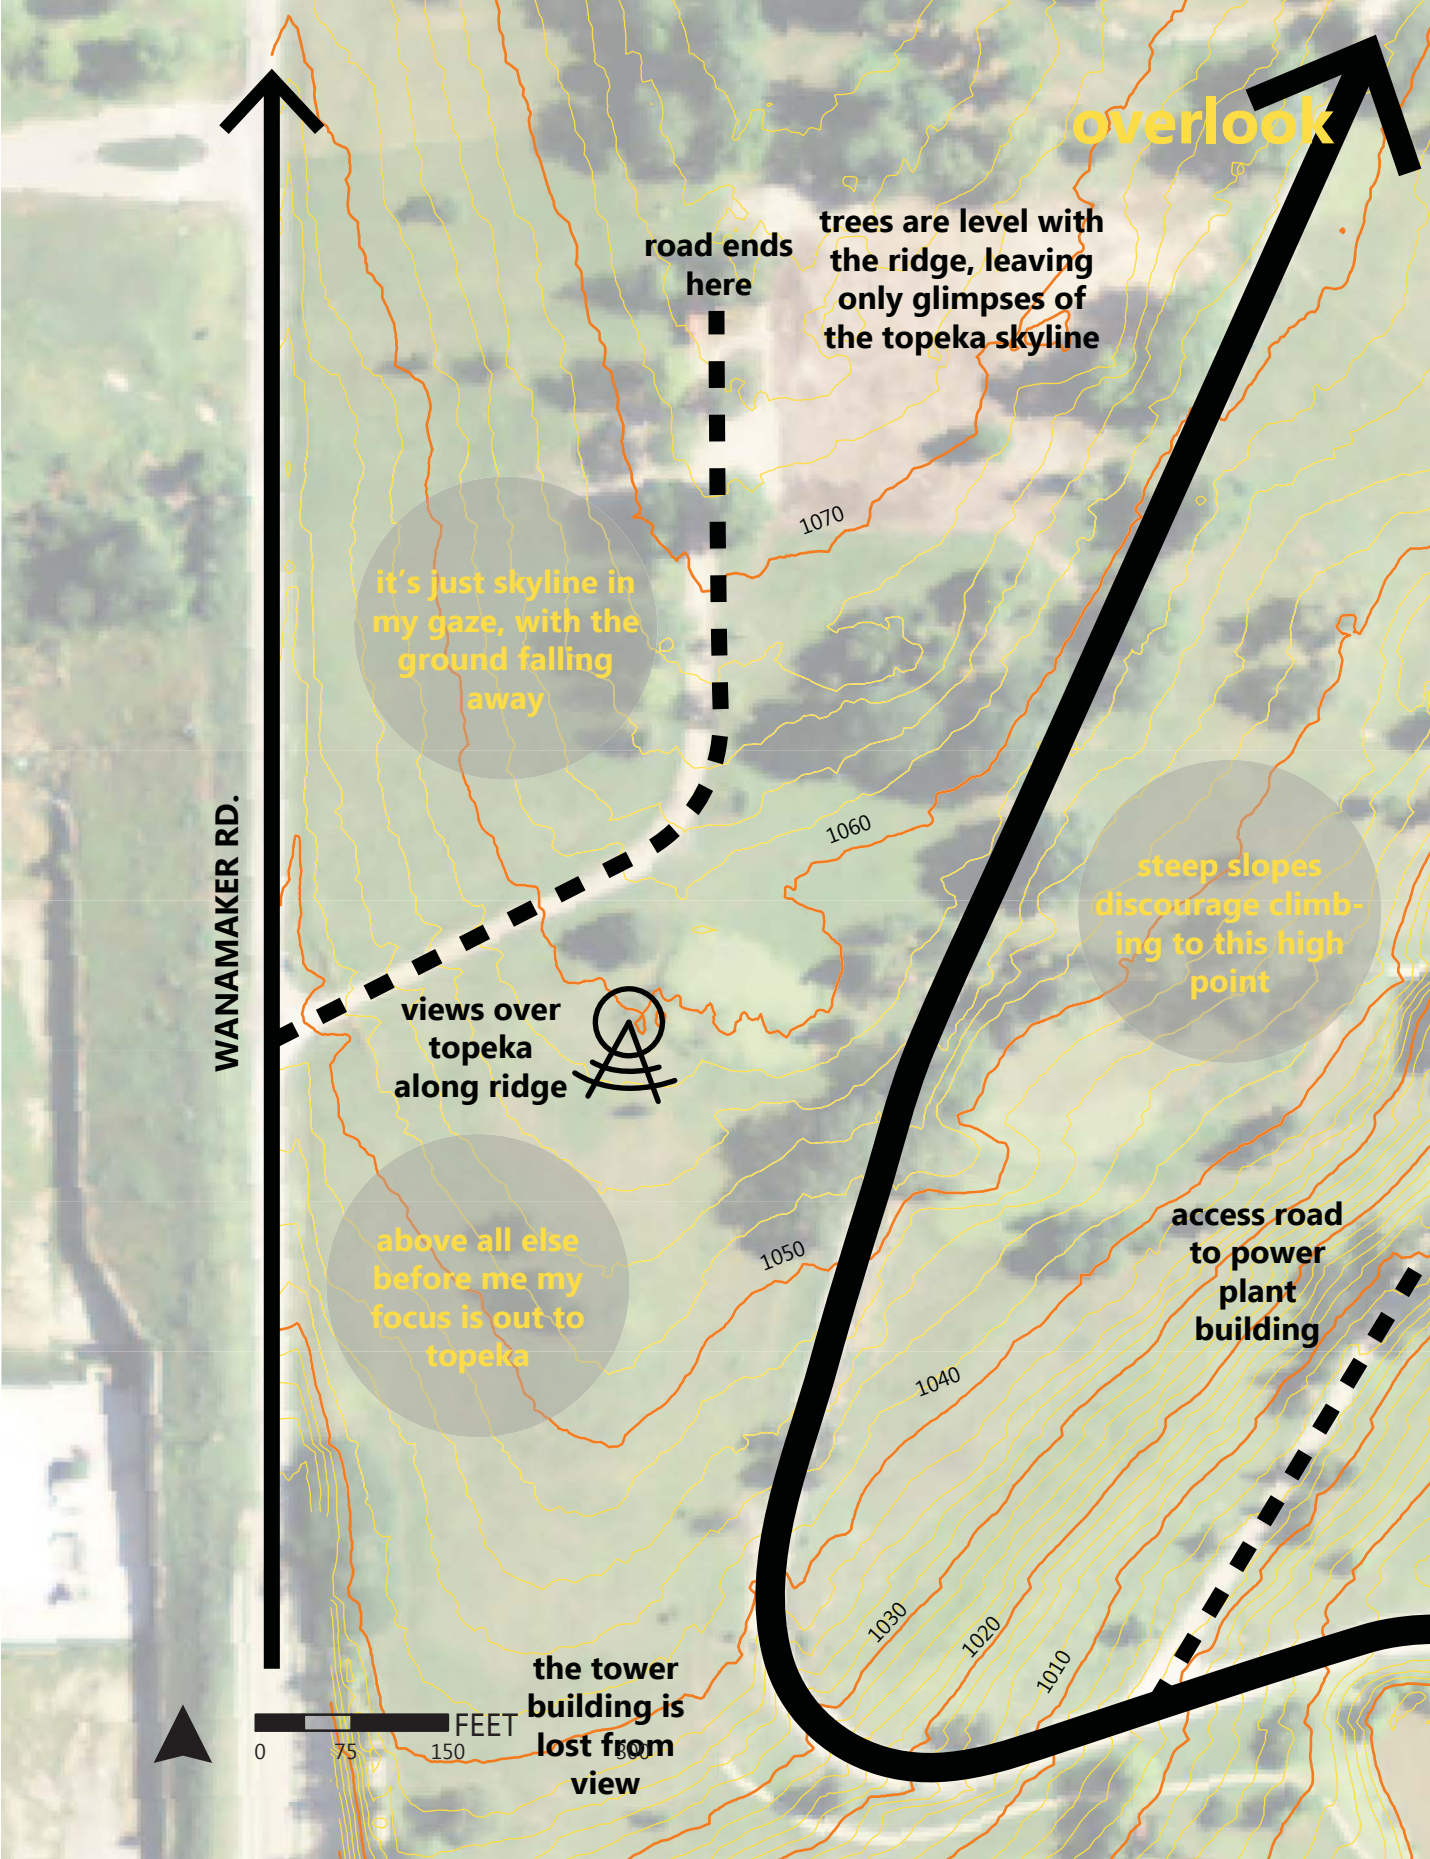 overlook
trees are level with
the ridge, leaving
only glimpses of
the topeka skyline
road ends
here
1070
it's just skyline in
my gaze, with the
ground falling
away
WANAMAKER RD.
1060
steep slopes
discourage climb-
ing to this high
point
views over
topeka
along ridge
above all else
before me my
focus is out to
topeka
1050
access road
to power
plant
building
1040
1030
1020
1010
the tower
building is
lost from
view
FEET
0 75 150 300